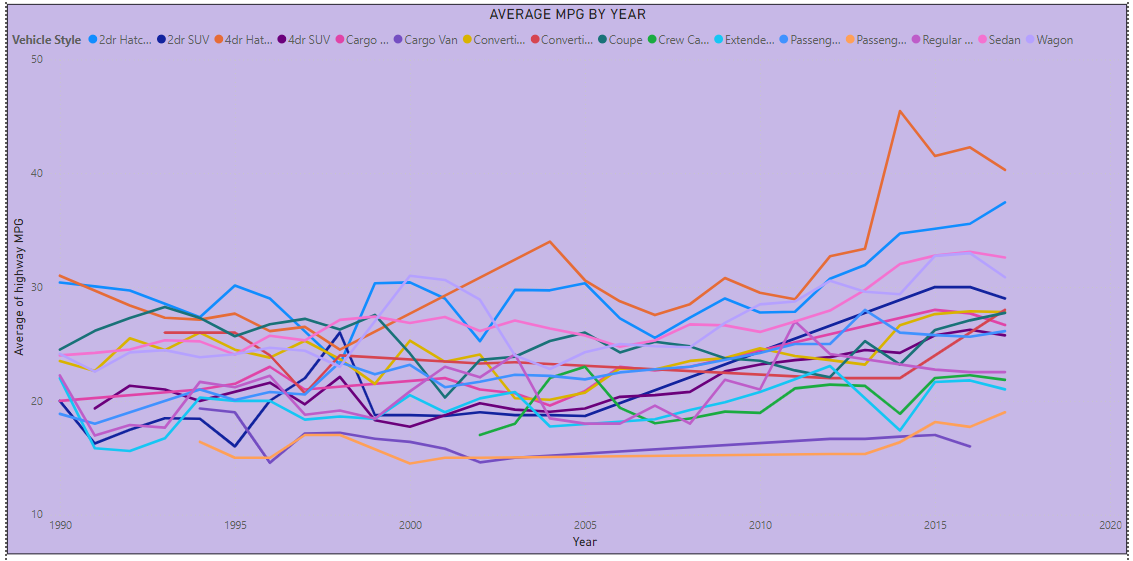 AVERAGE MPG BY YEAR
Vehicle Style 2dr Hatc... 2dr SUV 4dr Hat... 4dr SUV Cargo ... Cargo Van Converti... Converti... Coupe Crew Ca... Extende... Passeng... Passeng... Regular ... Sedan Wagon
50
40
30
20
10
Average of highway MPG
1990 1995 2000 2005 2010 2015 2020
Year